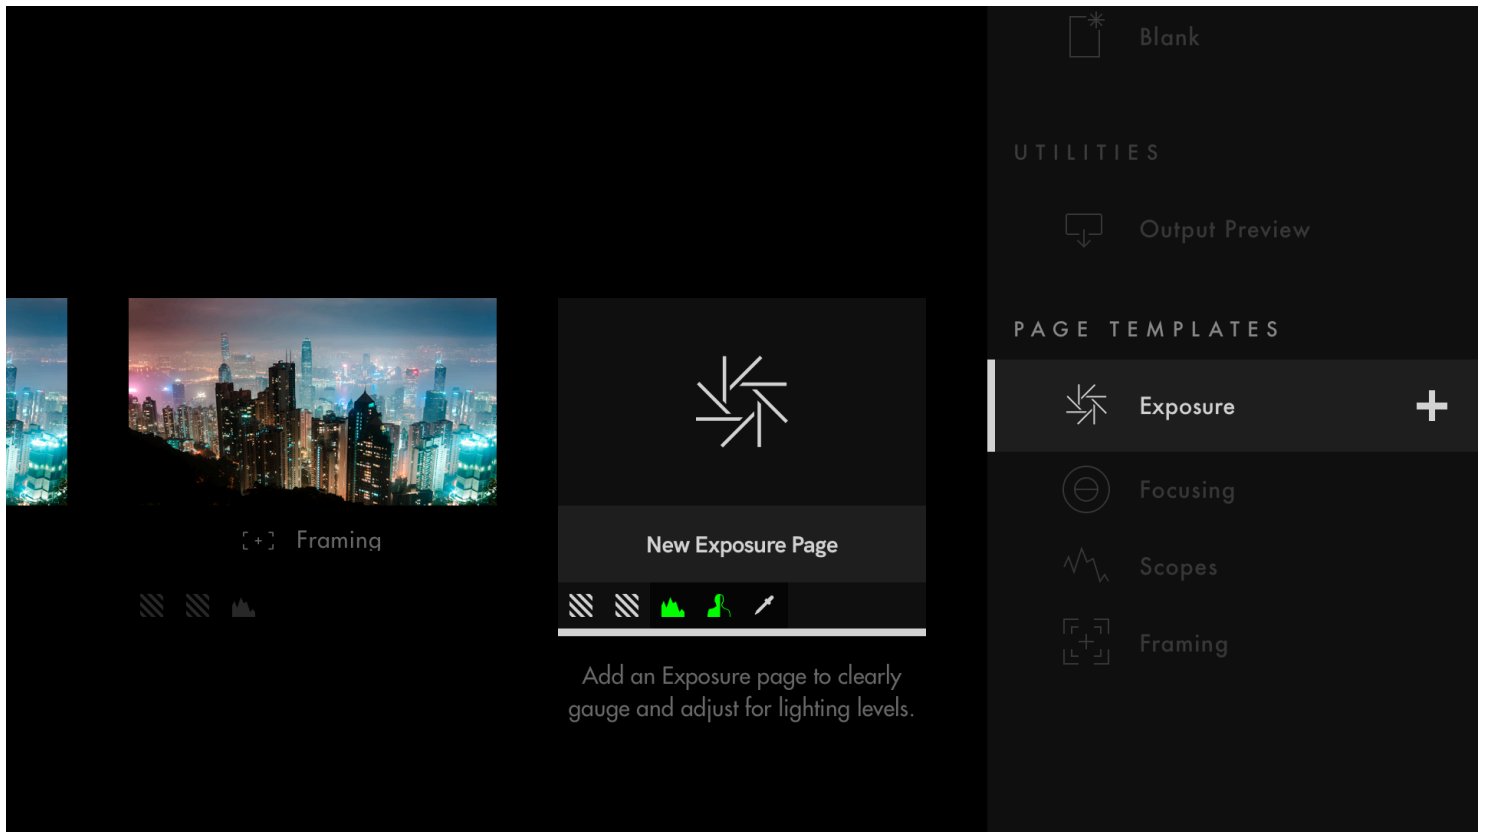 Blank
UTILITIES
Output Preview
PAGE TEMPLATES
Exposure
Focusing
Scopes
Framing
Framing
New Exposure Page
Add an Exposure page to clearly
gauge and adjust for lighting levels.